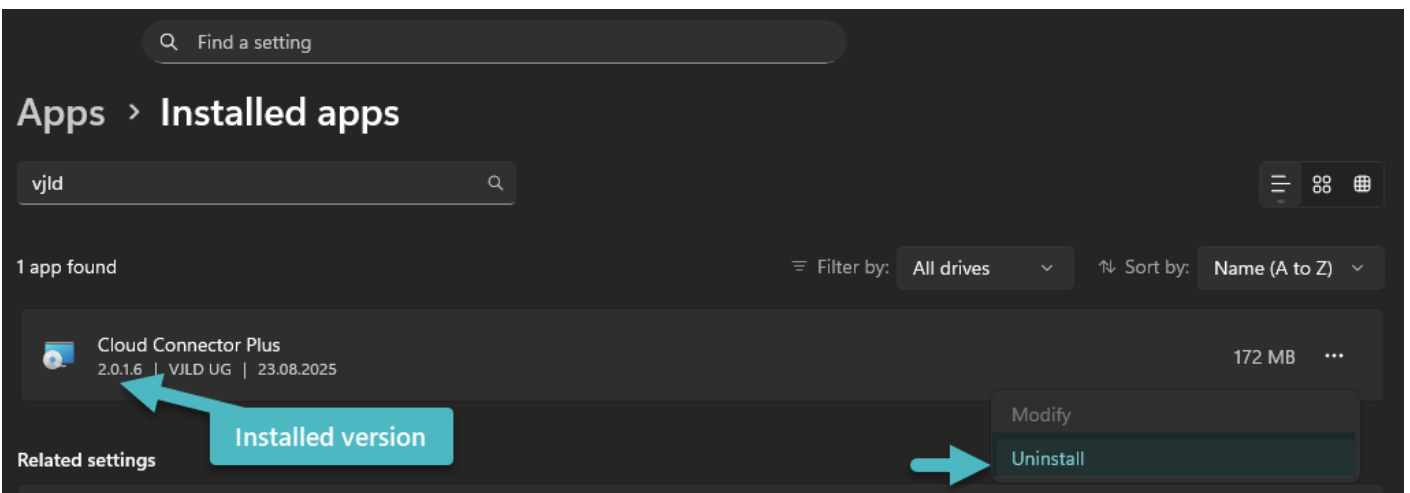 Find a setting
Apps > Installed apps
vjld
1 app found
Filter by: All drives Sort by: Name (A to Z)
Cloud Connector Plus
2.0.1.6 | VJLD UG | 23.08.2025
172 MB
Installed version
Modify
Uninstall
Related settings